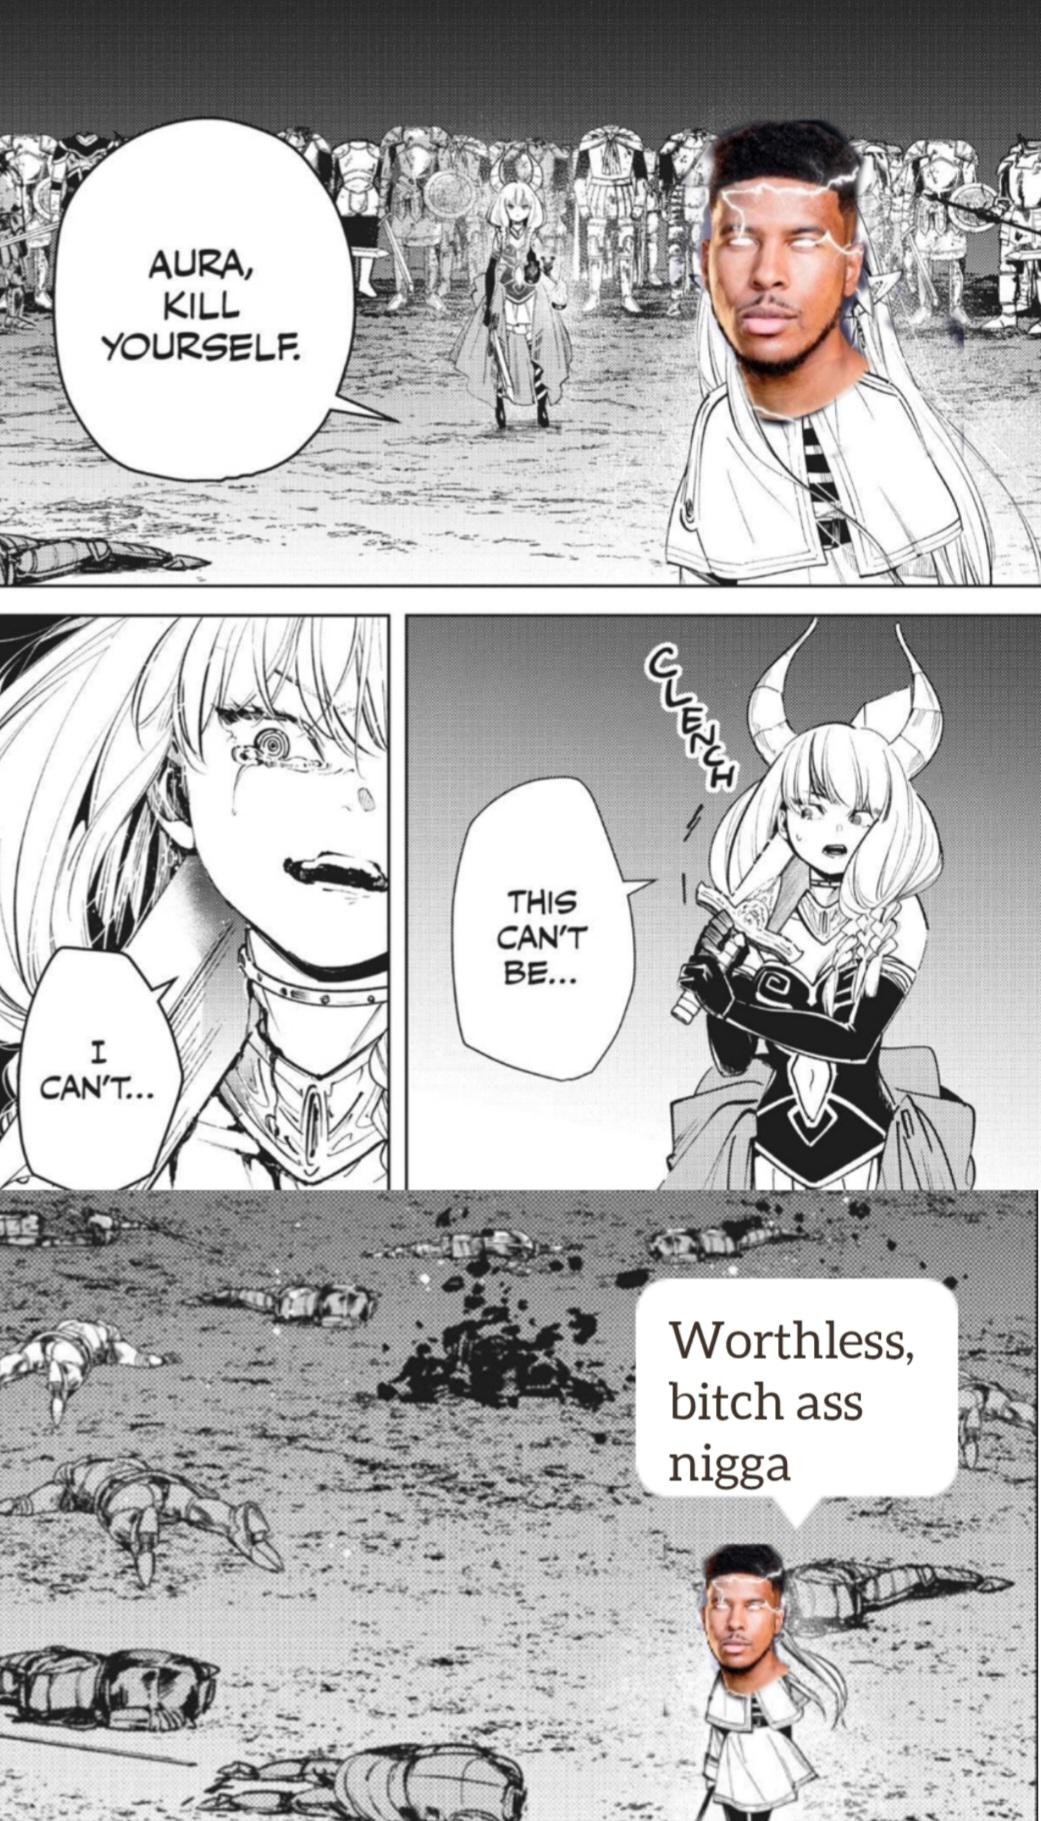 AURA,
KILL
YOURSELF.
CLENCH
THIS
CAN'T
BE...
I
CAN'T...
Worthless,
bitch ass
nigga